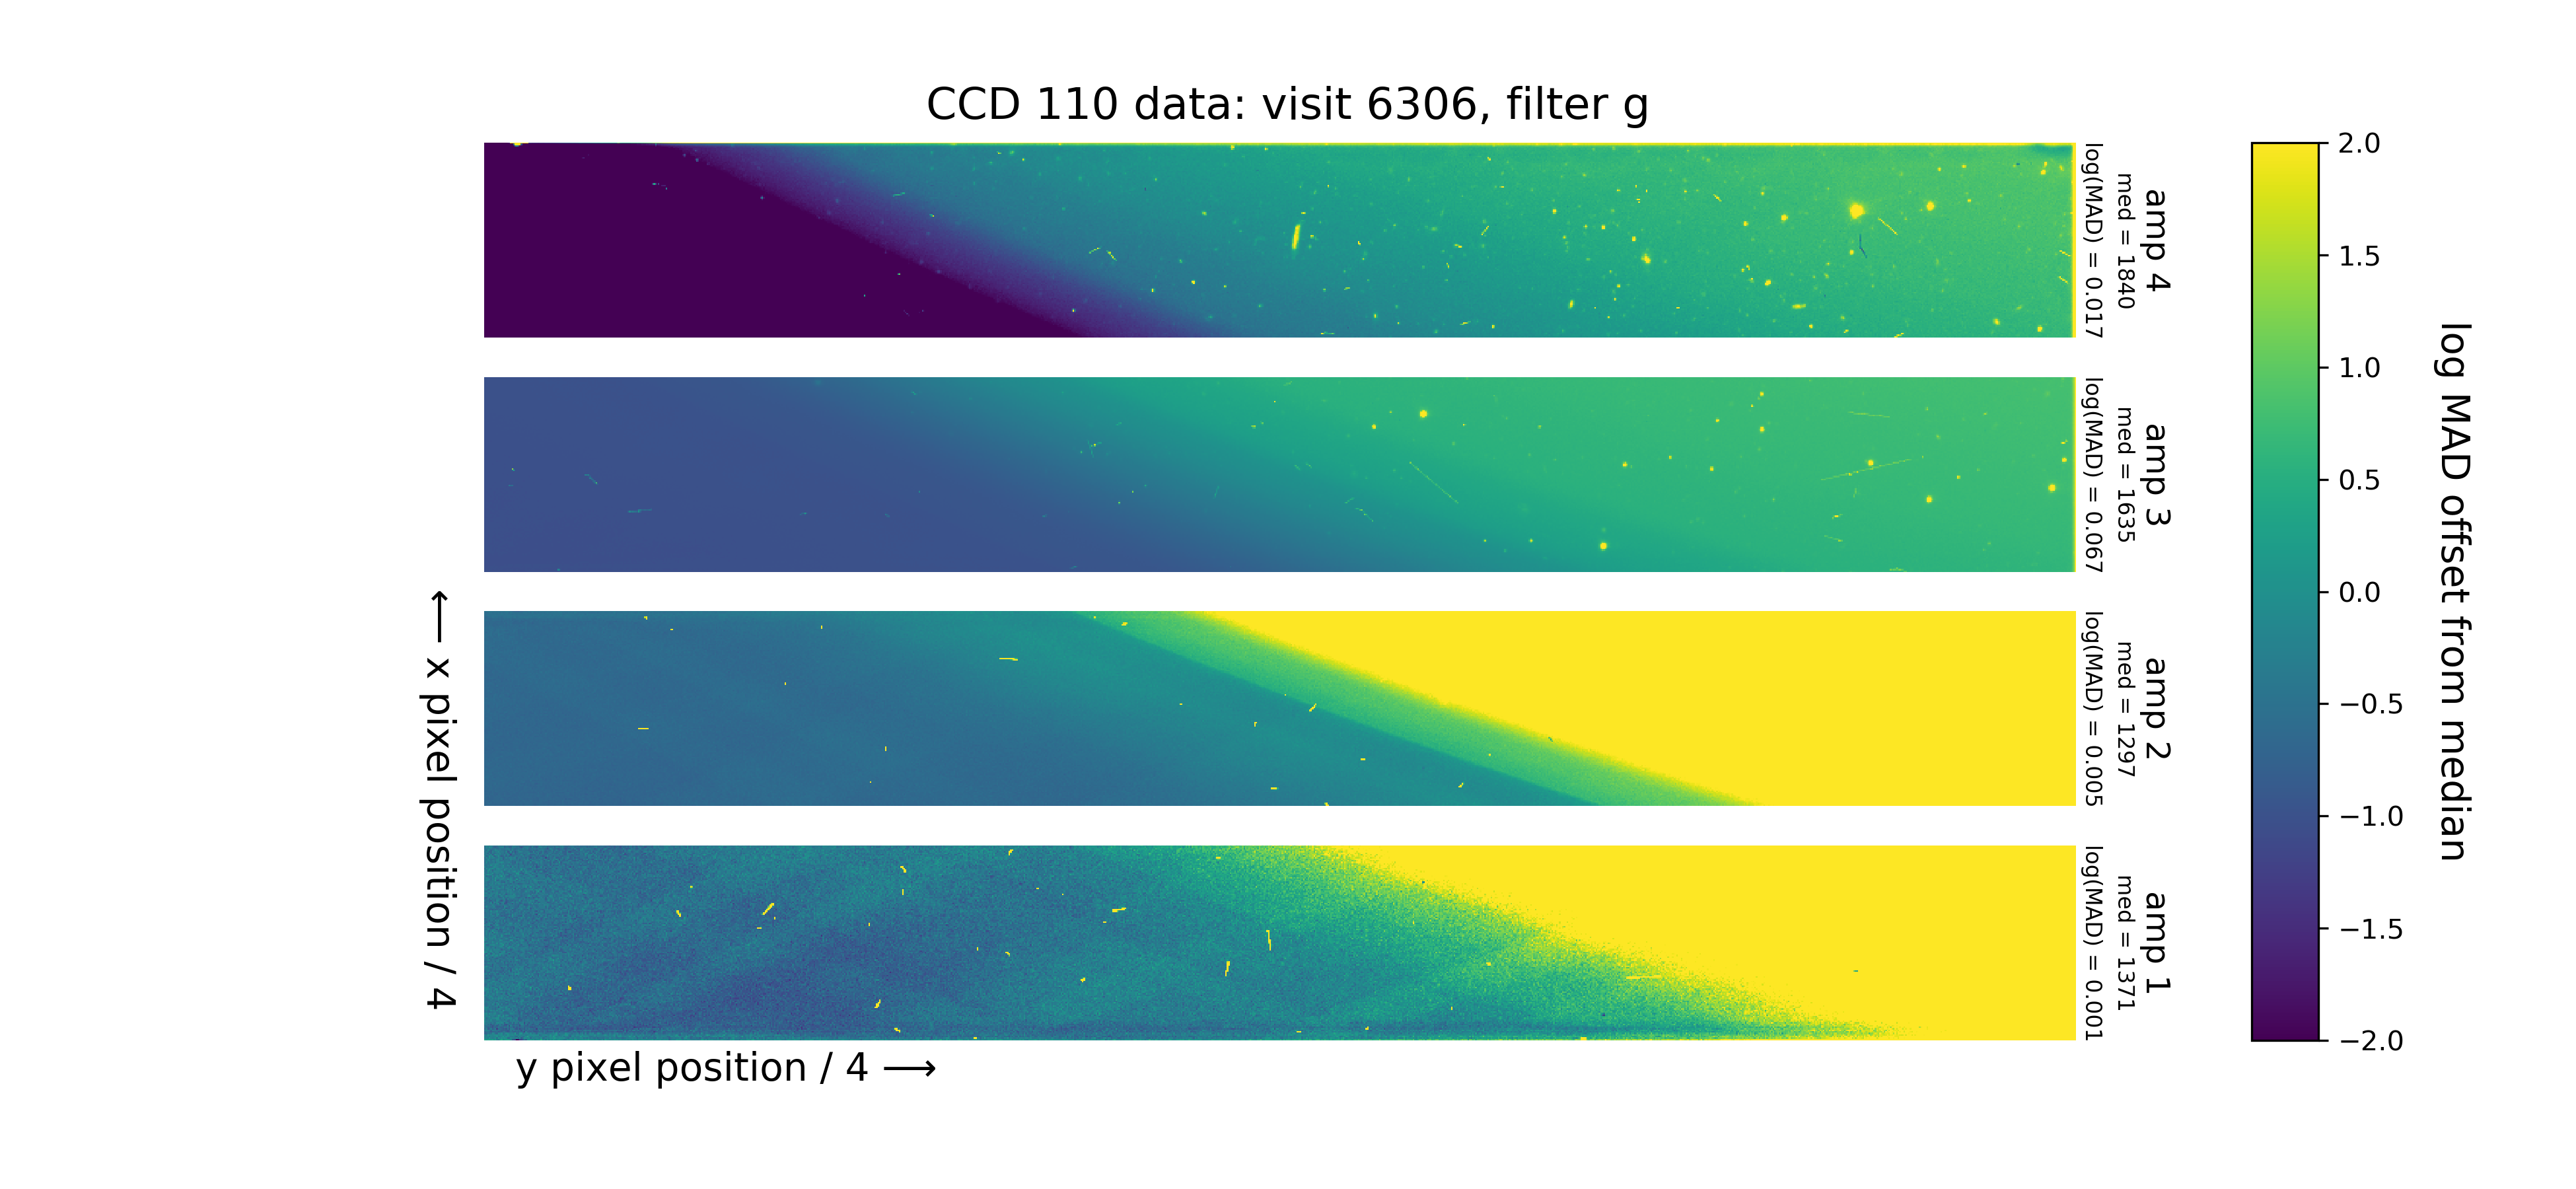 CCD 110 data: visit 6306, filter g
amp 4
med = 1840
log(MAD) = 0.017
amp 3
med = 1635
log(MAD) = 0.067
amp 2
med = 1297
log(MAD) = 0.005
amp 1
med = 1371
log(MAD) = 0.001
⟵ x pixel position / 4
y pixel position / 4 ⟶
2.0
1.5
1.0
0.5
0.0
−0.5
−1.0
−1.5
−2.0
log MAD offset from median